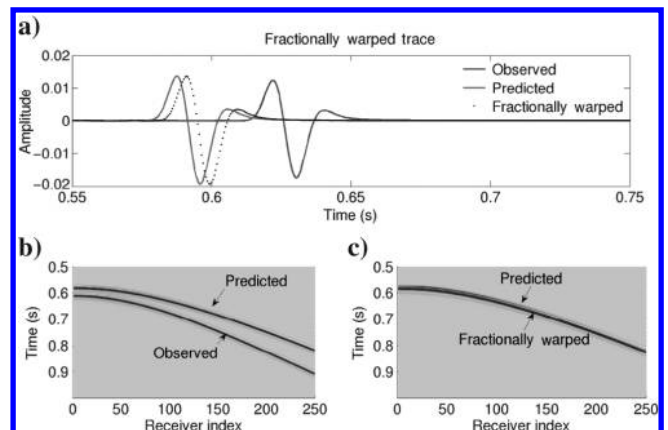 a)
Fractionally warped trace
Observed
Predicted
Fractionally warped
Amplitude
0.02
0.01
0
−0.01
−0.02
0.55
0.6
0.65
0.7
0.75
Time (s)
b)
0.5
0.6
0.7
0.8
0.9
Time (s)
Predicted
Observed
0
50
100
150
200
250
Receiver index
c)
0.5
0.6
0.7
0.8
0.9
Time (s)
Predicted
Fractionally warped
0
50
100
150
200
250
Receiver index